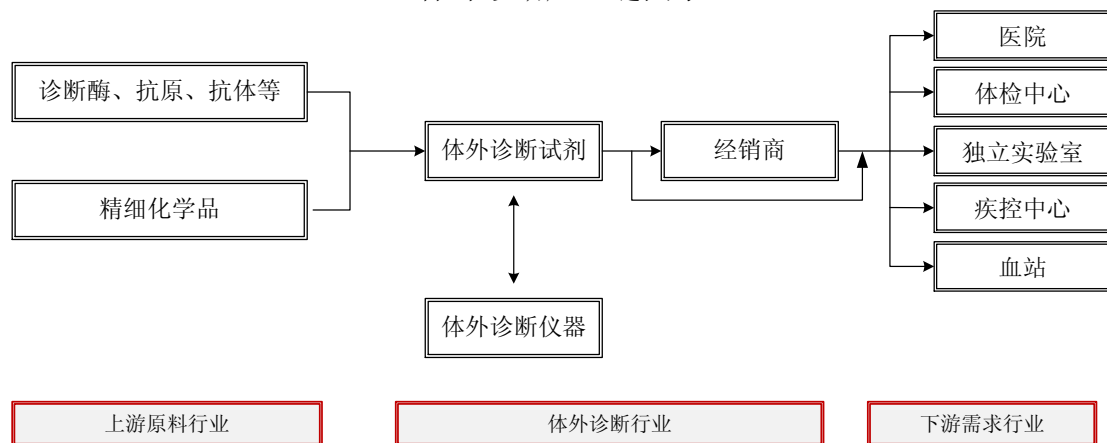 医院
诊断酶、抗原、抗体等
体检中心
体外诊断试剂
经销商
独立实验室
精细化学品
疾控中心
血站
体外诊断仪器
上游原料行业
体外诊断行业
下游需求行业